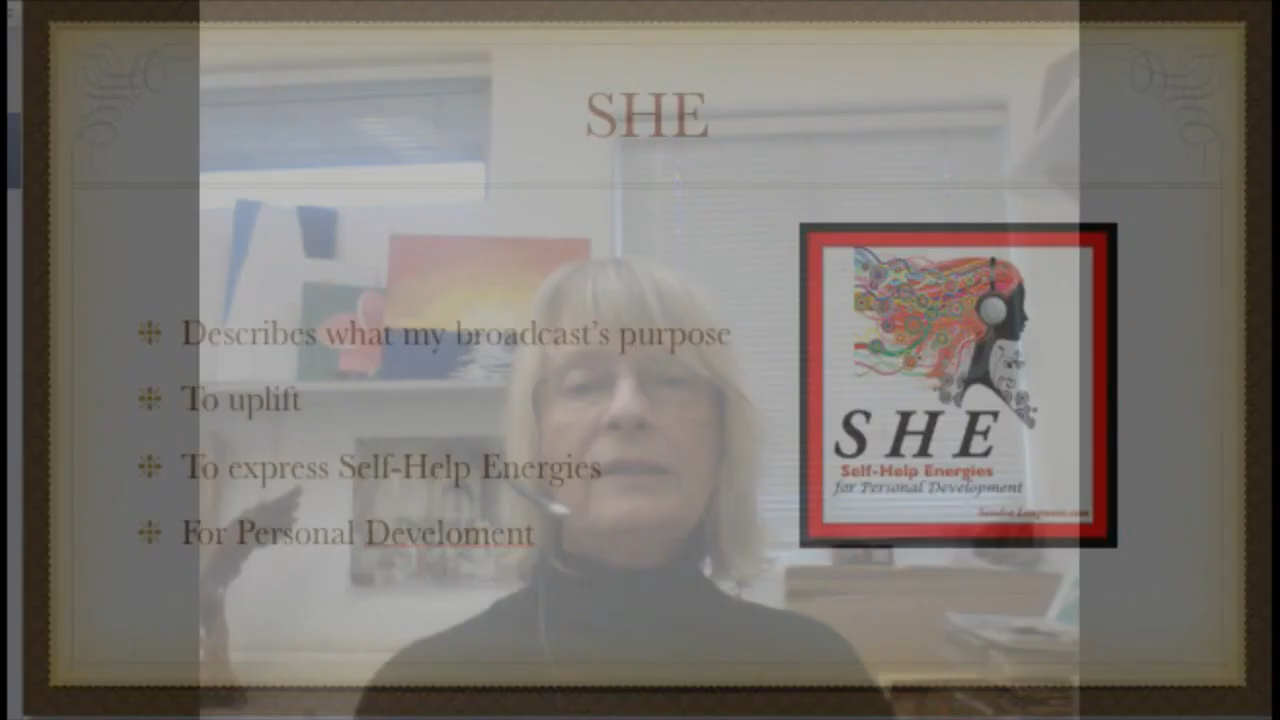 SHE
Describes what my broadcast's purpose
To uplift
To express Self-Help Energies
For Personal Develoment
SHE
Self-Help Energies
for Personal Development